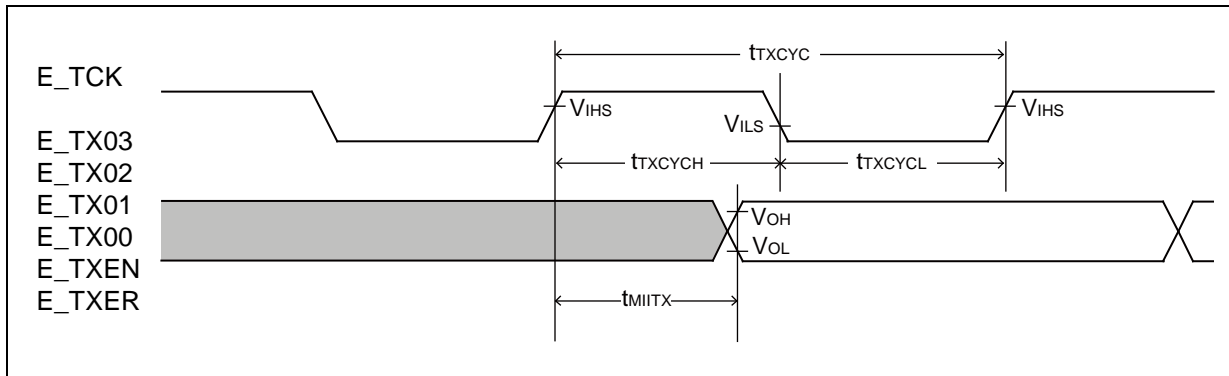 tTXCYC
E_TCK
VIHS
VILS
VIHS
E_TX03
E_TX02
tTXCYCH
tTXCYCL
E_TX01
VOH
E_TX00
VOL
E_TXEN
E_TXER
tMIITX